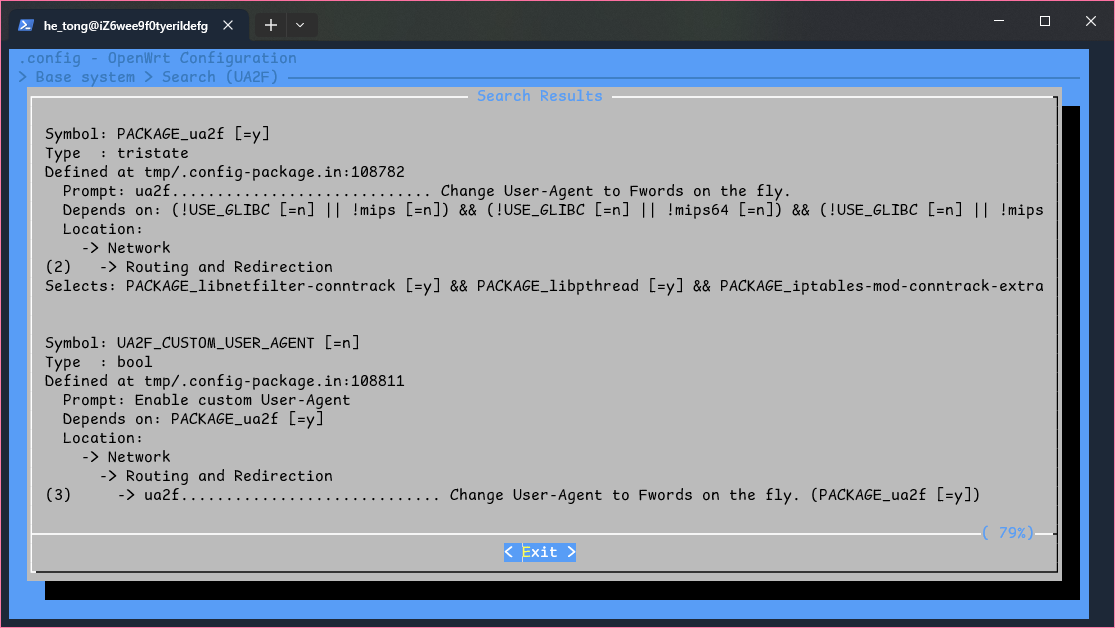 he_tong@iZ6wee9f0tyerildefg
.config - OpenWrt Configuration
> Base system > Search (UA2F)
Search Results
Symbol: PACKAGE_ua2f [=y]
Type  : tristate
Defined at tmp/.config-package.in:108782
Prompt: ua2f............................. Change User-Agent to Fwords on the fly.
Depends on: (!USE_GLIBC [=n] || !mips [=n]) && (!USE_GLIBC [=n] || !mips64 [=n]) && (!USE_GLIBC [=n] || !mips
Location:
-> Network
(2)   -> Routing and Redirection
Selects: PACKAGE_libnetfilter-conntrack [=y] && PACKAGE_libpthread [=y] && PACKAGE_iptables-mod-conntrack-extra
Symbol: UA2F_CUSTOM_USER_AGENT [=n]
Type  : bool
Defined at tmp/.config-package.in:108811
Prompt: Enable custom User-Agent
Depends on: PACKAGE_ua2f [=y]
Location:
-> Network
-> Routing and Redirection
(3)     -> ua2f............................. Change User-Agent to Fwords on the fly. (PACKAGE_ua2f [=y])
( 79%)
< Exit >